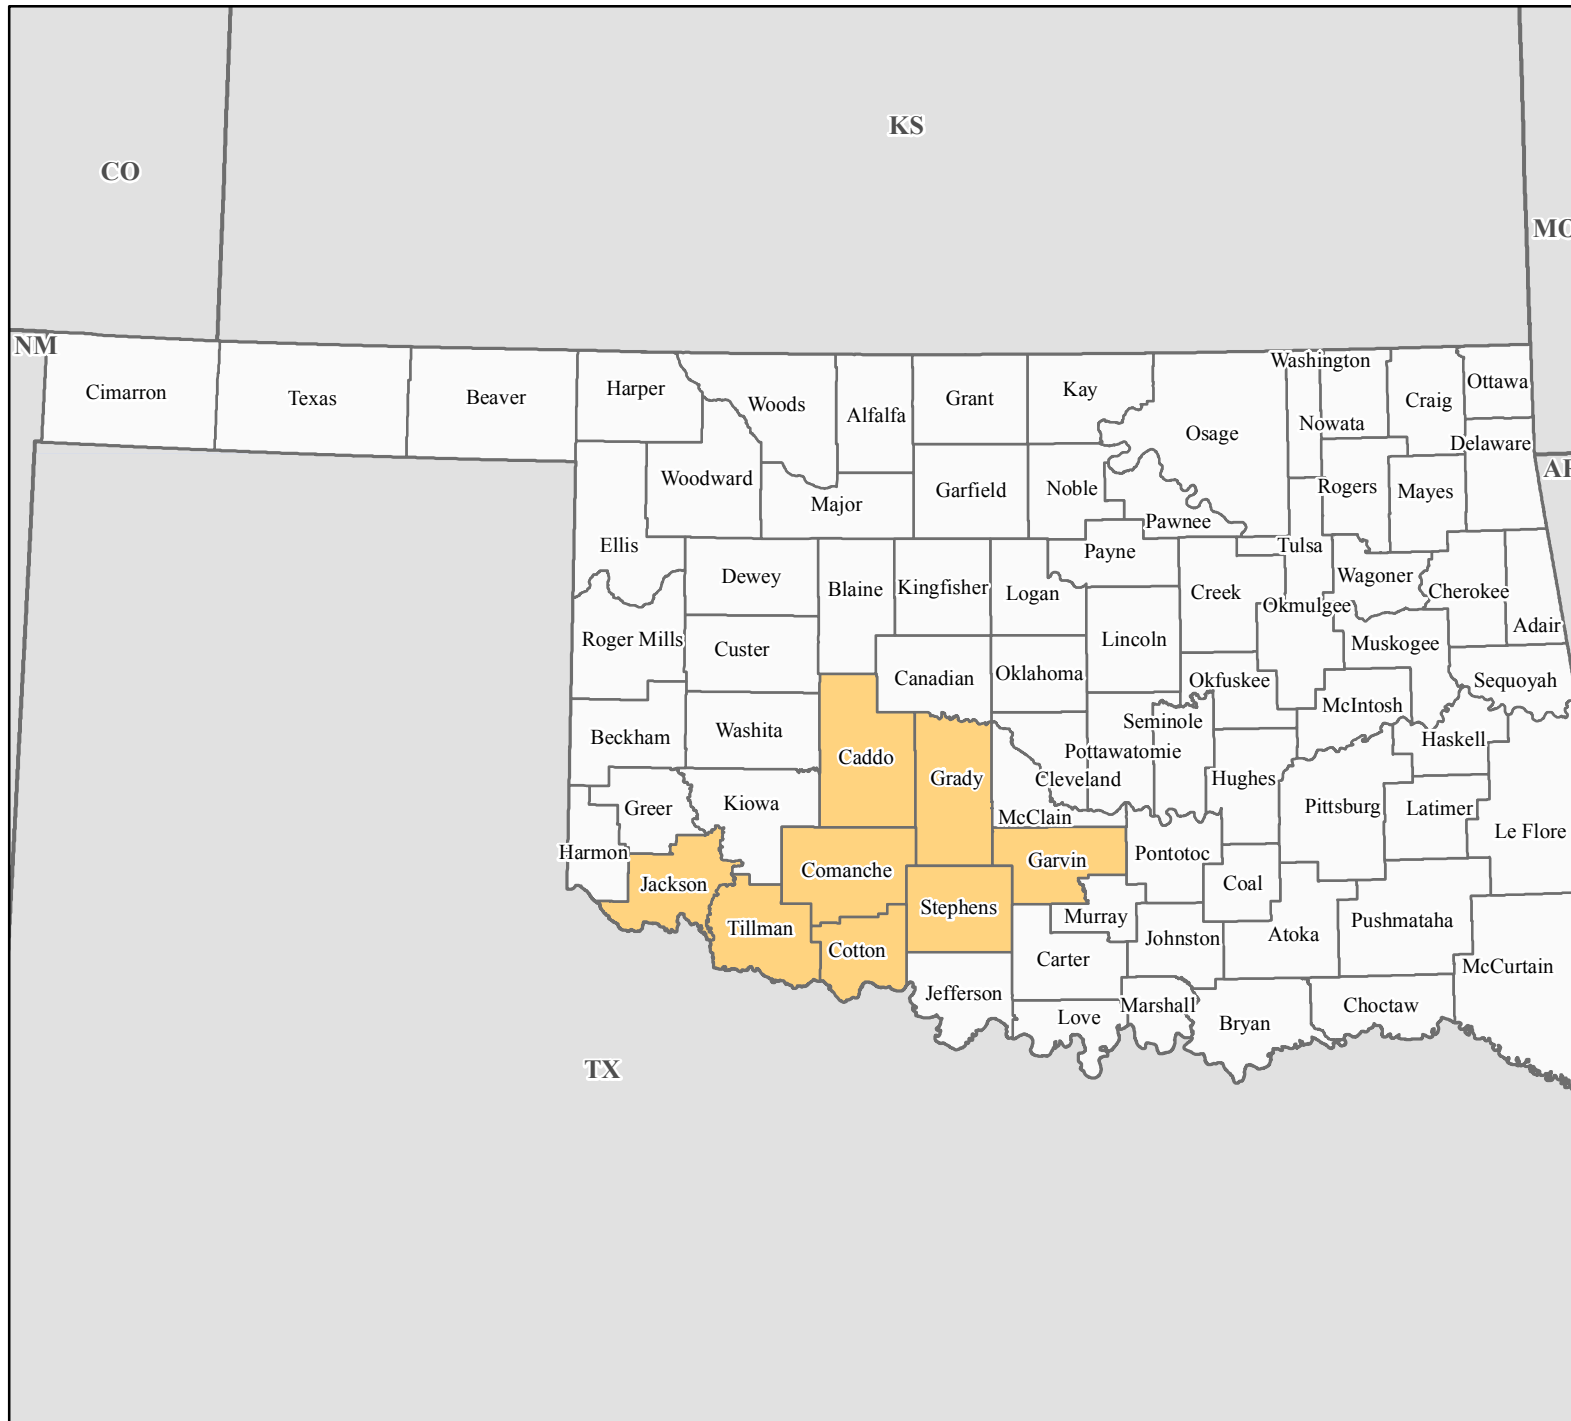 KS
CO
MO
NM
Washington
Ottawa
Harper
Kay
Cimarron
Texas
Beaver
Grant
Craig
Woods
Alfalfa
Nowata
Osage
Delaware
Woodward
Rogers
Mayes
Garfield
Noble
Major
Pawnee
Ellis
Tulsa
Payne
Dewey
Wagoner
Blaine
Kingfisher
Logan
Creek
Cherokee
Okmulgee
Adair
Roger Mills
Lincoln
Custer
Muskogee
Canadian
Oklahoma
Okfuskee
Sequoyah
McIntosh
Washita
Seminole
Beckham
Haskell
Caddo
Pottawatomie
Grady
Cleveland
Hughes
Kiowa
Greer
Pittsburg
Latimer
McClain
Le Flore
Harmon
Garvin
Pontotoc
Comanche
Jackson
Coal
Stephens
Murray
Pushmataha
Tillman
Johnston
Atoka
Cotton
Carter
McCurtain
Jefferson
Marshall
Choctaw
Love
Bryan
TX